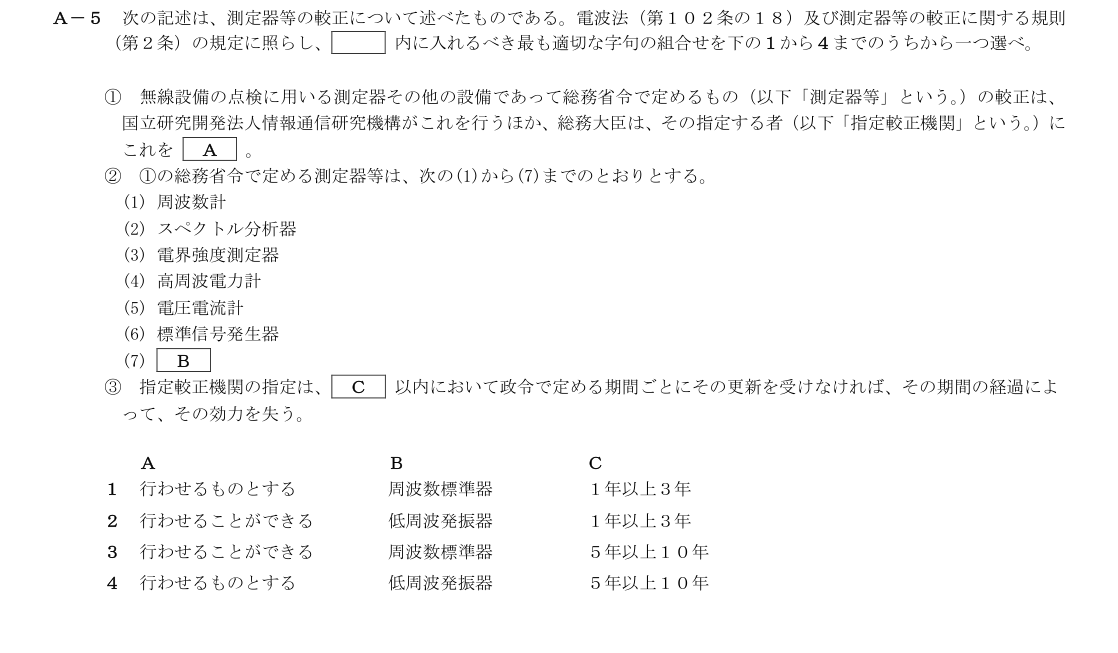 A－5 次の記述は、測定器等の較正について述べたものである。電波法（第１０２条の１８）及び測定器等の較正に関する規則
（第２条）の規定に照らし、 内に入れるべき最も適切な字句の組合せを下の1から4までのうちから一つ選べ。
① 無線設備の点検に用いる測定器その他の設備であって総務省令で定めるもの（以下「測定器等」という。）の較正は、
国立研究開発法人情報通信研究機構がこれを行うほか、総務大臣は、その指定する者（以下「指定較正機関」という。）に
これを A 。
② ①の総務省令で定める測定器等は、次の(1)から(7)までのとおりとする。
(1) 周波数計
(2) スペクトル分析器
(3) 電界強度測定器
(4) 高周波電力計
(5) 電圧電流計
(6) 標準信号発生器
(7) B
③ 指定較正機関の指定は、 C 以内において政令で定める期間ごとにその更新を受けなければ、その期間の経過によ
って、その効力を失う。
A B C
1 行わせるものとする 周波数標準器 １年以上３年
2 行わせることができる 低周波発振器 １年以上３年
3 行わせることができる 周波数標準器 ５年以上１０年
4 行わせるものとする 低周波発振器 ５年以上１０年